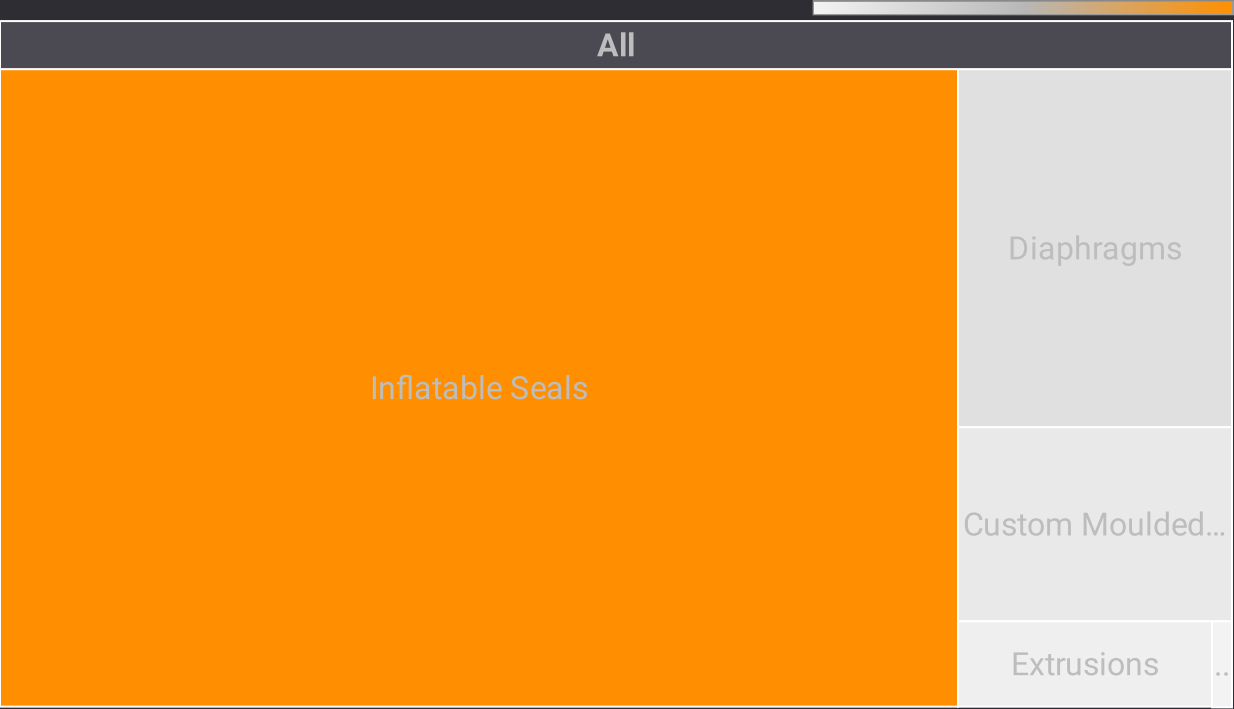 All
Inflatable Seals
Diaphragms
Custom Moulded...
Extrusions
..